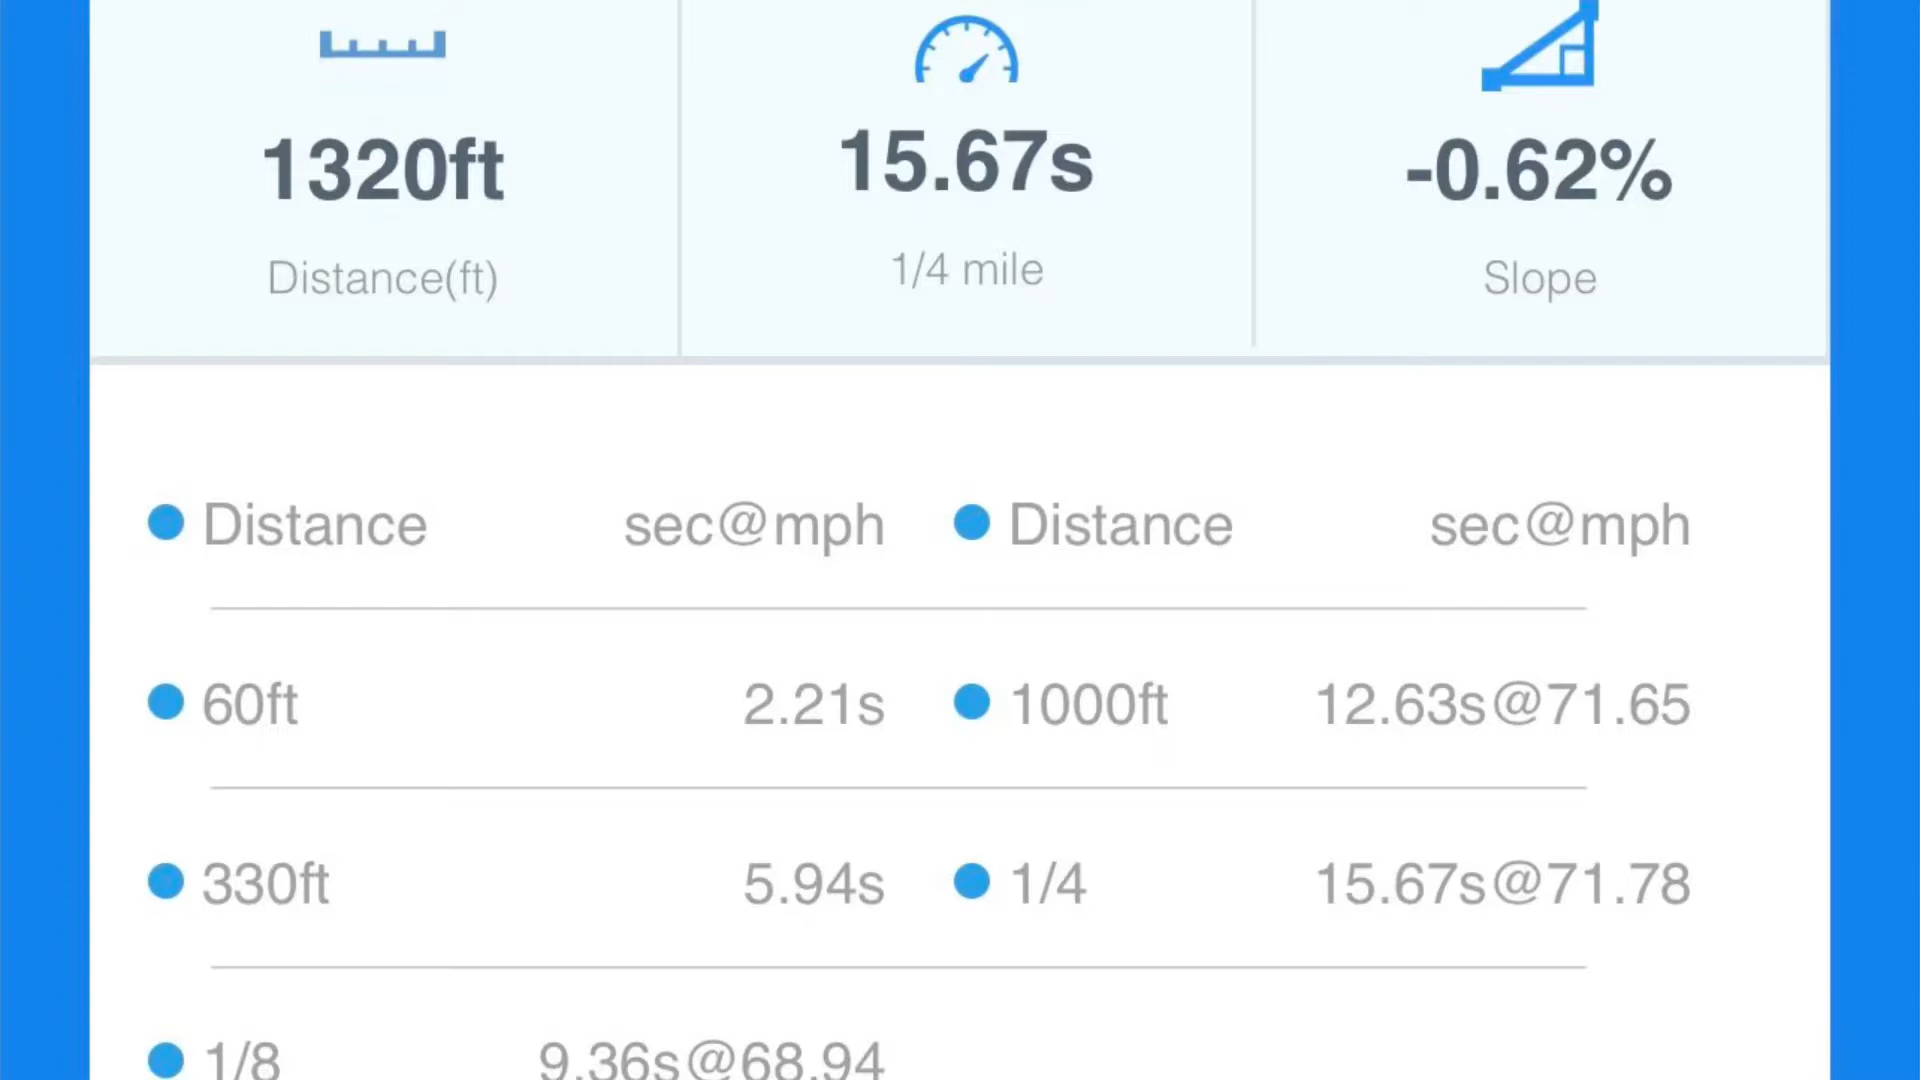 1320ft 15.67s -0.62%
Distance(ft) 1/4 mile Slope
Distance sec@mph Distance sec@mph
60ft 2.21s 1000ft 12.63s@71.65
330ft 5.94s 1/4 15.67s@71.78
1/8 9.36s@68.94